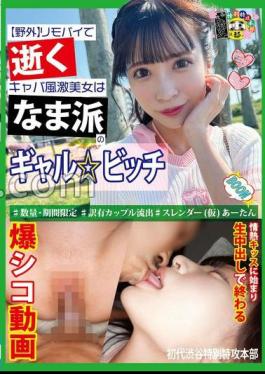 【野外】リモバイで
逝く
キャバ風激美女は
なま派の
ギャル☆ビッチ
#数量・期間限定 #訳有カップル流出 #スレンダー(仮)あーたん
爆シコ動画
情熱キッスに始まり
生中出しで終わる
初代渋谷特別特攻本部